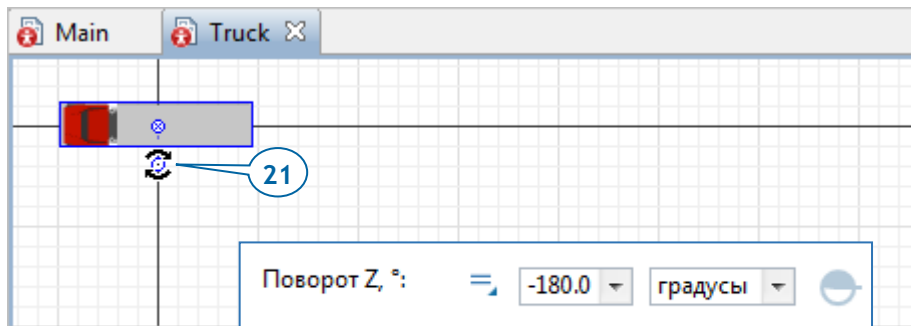 Main
Truck
21
Поворот Z, °:
-180.0
градусы